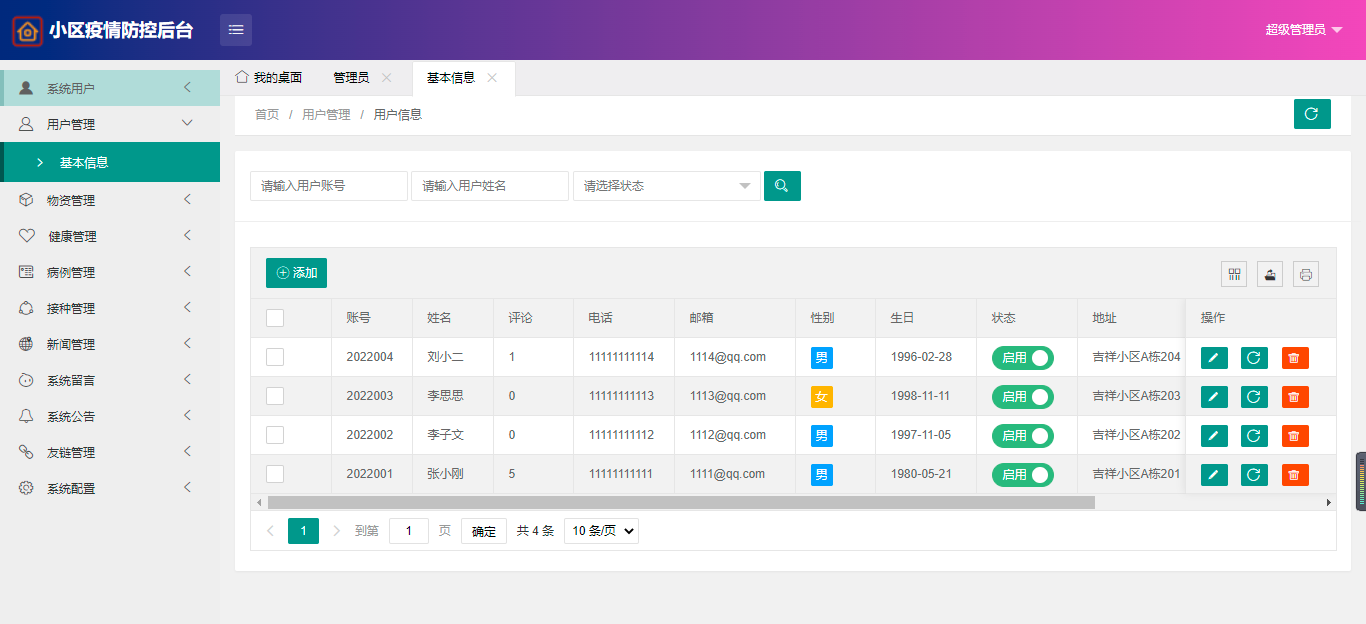 小区疫情防控后台
超级管理员
系统用户
用户管理
基本信息
物资管理
健康管理
病例管理
接种管理
新闻管理
系统留言
系统公告
友链管理
系统配置
我的桌面 管理员 基本信息
首页 / 用户管理 / 用户信息
请输入用户账号 请输入用户姓名 请选择状态
添加
账号 姓名 评论 电话 邮箱 性别 生日 状态 地址 操作
2022004 刘小二 1 11111111114 1114@qq.com 男 1996-02-28 启用 吉祥小区A栋204
2022003 李思思 0 11111111113 1113@qq.com 女 1998-11-11 启用 吉祥小区A栋203
2022002 李子文 0 11111111112 1112@qq.com 男 1997-11-05 启用 吉祥小区A栋202
2022001 张小刚 5 11111111111 1111@qq.com 男 1980-05-21 启用 吉祥小区A栋201
1 到第 1 页 确定 共 4 条 10 条/页